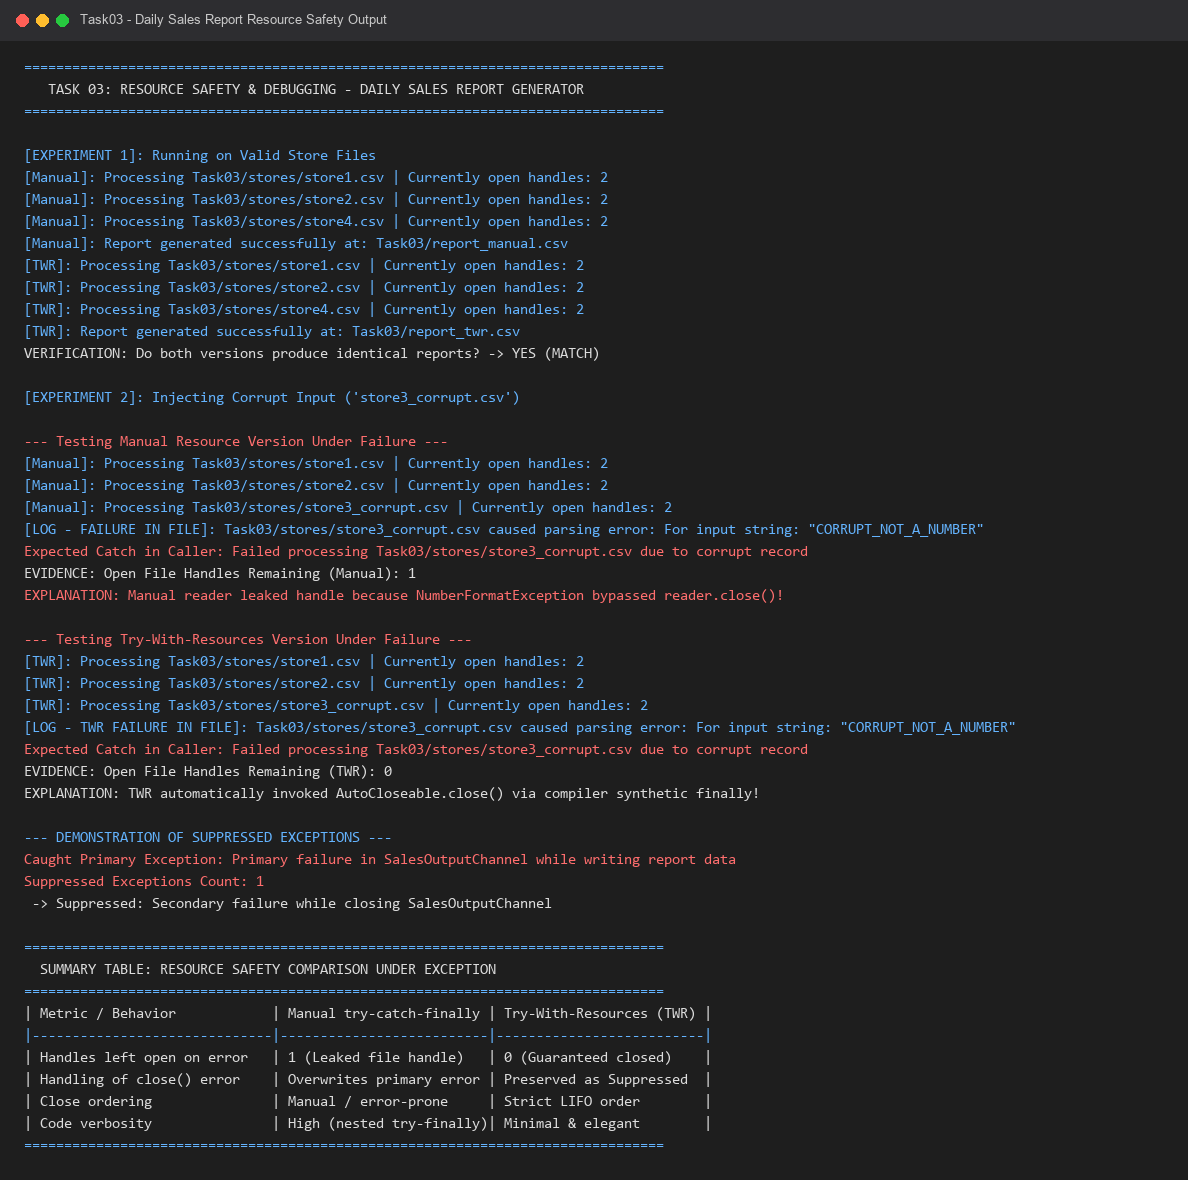 Task03 - Daily Sales Report Resource Safety Output
================================================================================
TASK 03: RESOURCE SAFETY & DEBUGGING - DAILY SALES REPORT GENERATOR
================================================================================
[EXPERIMENT 1]: Running on Valid Store Files
[Manual]: Processing Task03/stores/store1.csv | Currently open handles: 2
[Manual]: Processing Task03/stores/store2.csv | Currently open handles: 2
[Manual]: Processing Task03/stores/store4.csv | Currently open handles: 2
[Manual]: Report generated successfully at: Task03/report_manual.csv
[TWR]: Processing Task03/stores/store1.csv | Currently open handles: 2
[TWR]: Processing Task03/stores/store2.csv | Currently open handles: 2
[TWR]: Processing Task03/stores/store4.csv | Currently open handles: 2
[TWR]: Report generated successfully at: Task03/report_twr.csv
VERIFICATION: Do both versions produce identical reports? -> YES (MATCH)
[EXPERIMENT 2]: Injecting Corrupt Input ('store3_corrupt.csv')
--- Testing Manual Resource Version Under Failure ---
[Manual]: Processing Task03/stores/store1.csv | Currently open handles: 2
[Manual]: Processing Task03/stores/store2.csv | Currently open handles: 2
[Manual]: Processing Task03/stores/store3_corrupt.csv | Currently open handles: 2
[LOG - FAILURE IN FILE]: Task03/stores/store3_corrupt.csv caused parsing error: For input string: "CORRUPT_NOT_A_NUMBER"
Expected Catch in Caller: Failed processing Task03/stores/store3_corrupt.csv due to corrupt record
EVIDENCE: Open File Handles Remaining (Manual): 1
EXPLANATION: Manual reader leaked handle because NumberFormatException bypassed reader.close()!
--- Testing Try-With-Resources Version Under Failure ---
[TWR]: Processing Task03/stores/store1.csv | Currently open handles: 2
[TWR]: Processing Task03/stores/store2.csv | Currently open handles: 2
[TWR]: Processing Task03/stores/store3_corrupt.csv | Currently open handles: 2
[LOG - TWR FAILURE IN FILE]: Task03/stores/store3_corrupt.csv caused parsing error: For input string: "CORRUPT_NOT_A_NUMBER"
Expected Catch in Caller: Failed processing Task03/stores/store3_corrupt.csv due to corrupt record
EVIDENCE: Open File Handles Remaining (TWR): 0
EXPLANATION: TWR automatically invoked AutoCloseable.close() via compiler synthetic finally!
--- DEMONSTRATION OF SUPPRESSED EXCEPTIONS ---
Caught Primary Exception: Primary failure in SalesOutputChannel while writing report data
Suppressed Exceptions Count: 1
-> Suppressed: Secondary failure while closing SalesOutputChannel
================================================================================
SUMMARY TABLE: RESOURCE SAFETY COMPARISON UNDER EXCEPTION
================================================================================
| Metric / Behavior            | Manual try-catch-finally | Try-With-Resources (TWR) |
|------------------------------|--------------------------|--------------------------|
| Handles left open on error   | 1 (Leaked file handle)   | 0 (Guaranteed closed)    |
| Handling of close() error    | Overwrites primary error | Preserved as Suppressed  |
| Close ordering               | Manual / error-prone     | Strict LIFO order        |
| Code verbosity               | High (nested try-finally)| Minimal & elegant        |
================================================================================